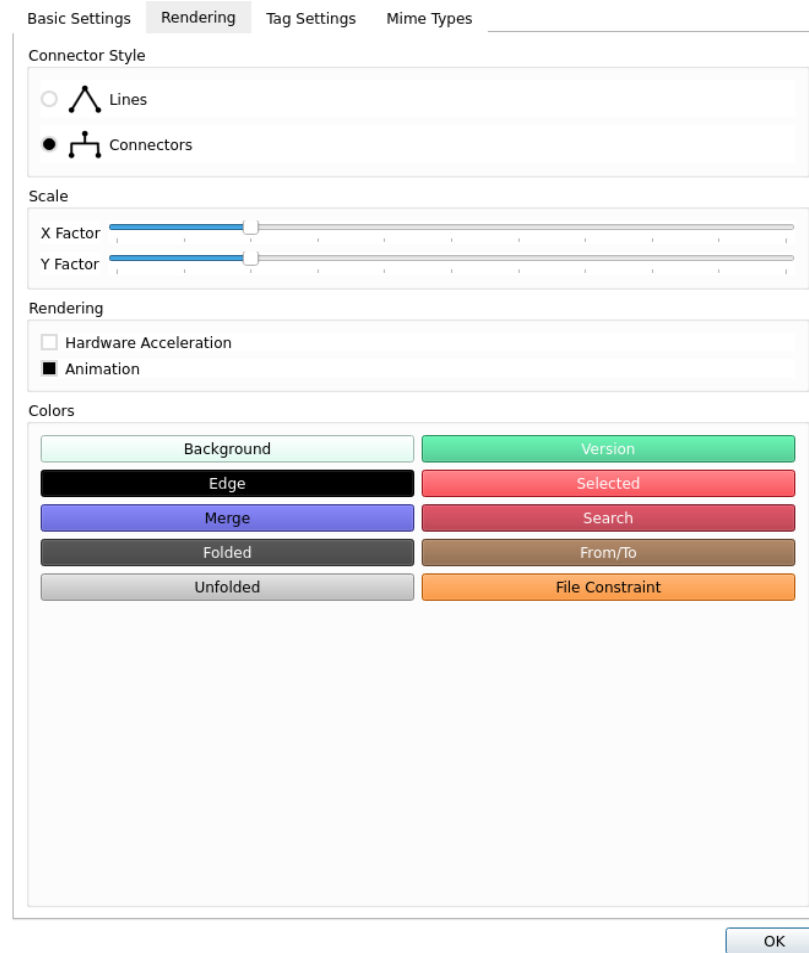 Basic Settings Rendering Tag Settings Mime Types
Connector Style
Lines
Connectors
Scale
X Factor
Y Factor
Rendering
Hardware Acceleration
Animation
Colors
Background Version
Edge Selected
Merge Search
Folded From/To
Unfolded File Constraint
OK